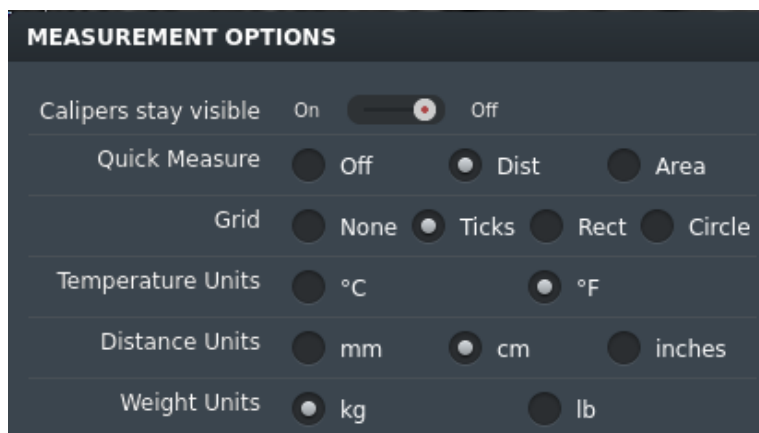 MEASUREMENT OPTIONS
Calipers stay visible On Off
Quick Measure Off Dist Area
Grid None Ticks Rect Circle
Temperature Units °C °F
Distance Units mm cm inches
Weight Units kg lb